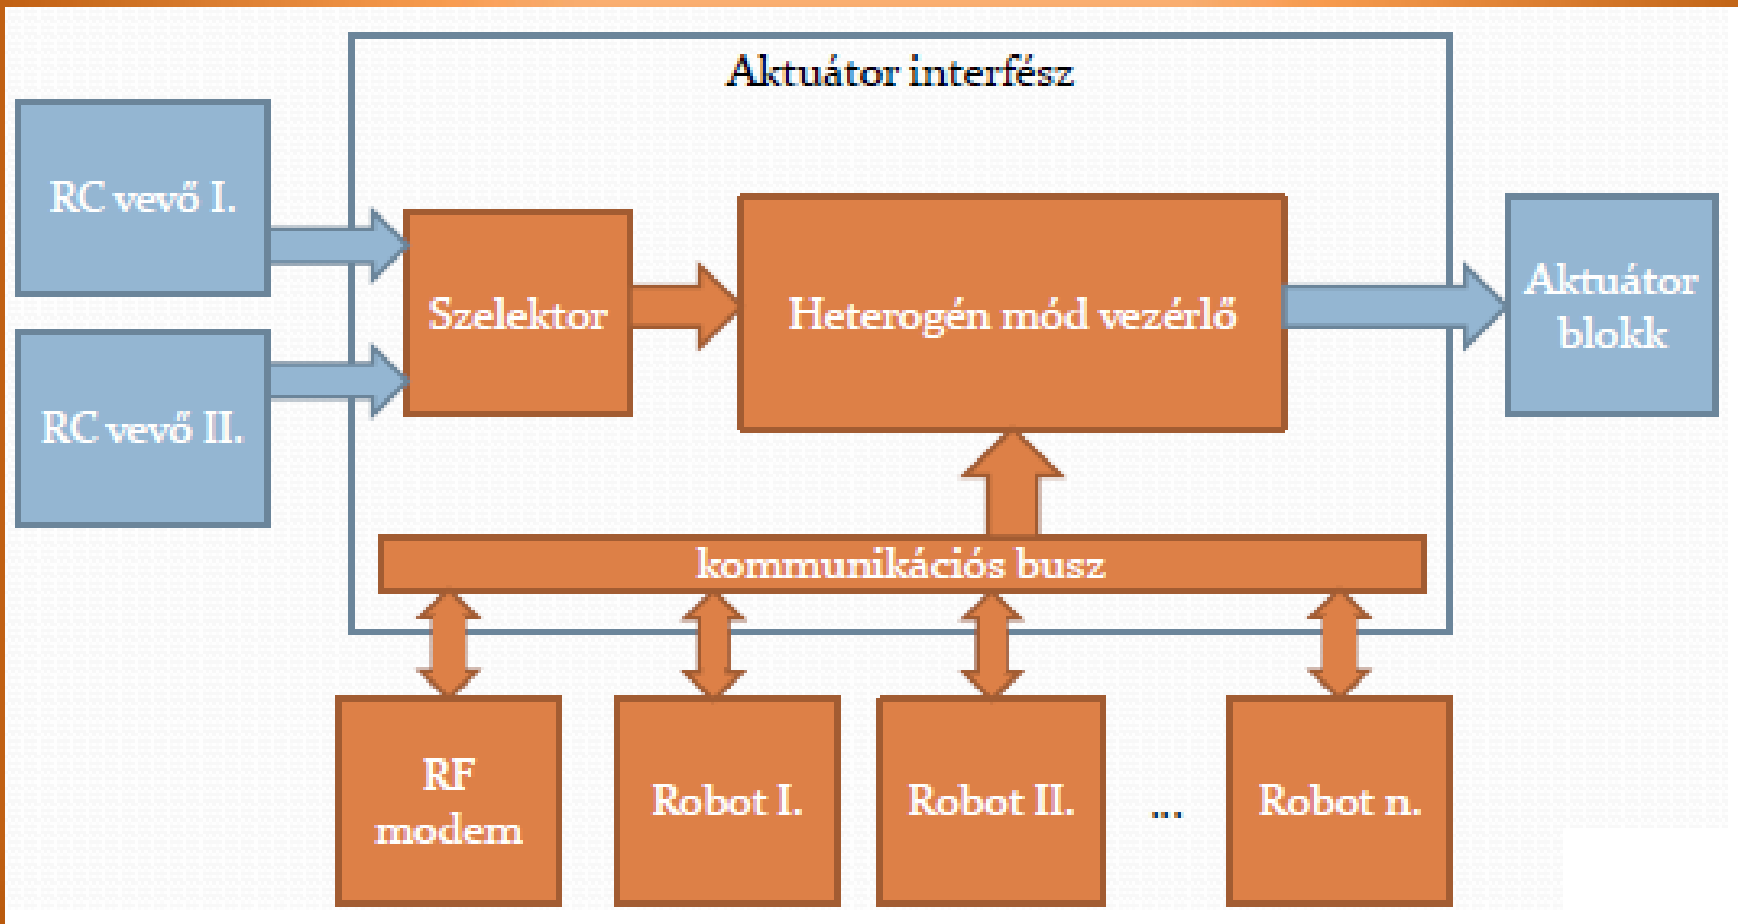 Aktuátor interfész
RC vevő I.
RC vevő II.
Szelektor
Heterogén mód vezérlő
Aktuátor
blokk
kommunikációs busz
RF
modem
Robot I.
Robot II.
...
Robot n.